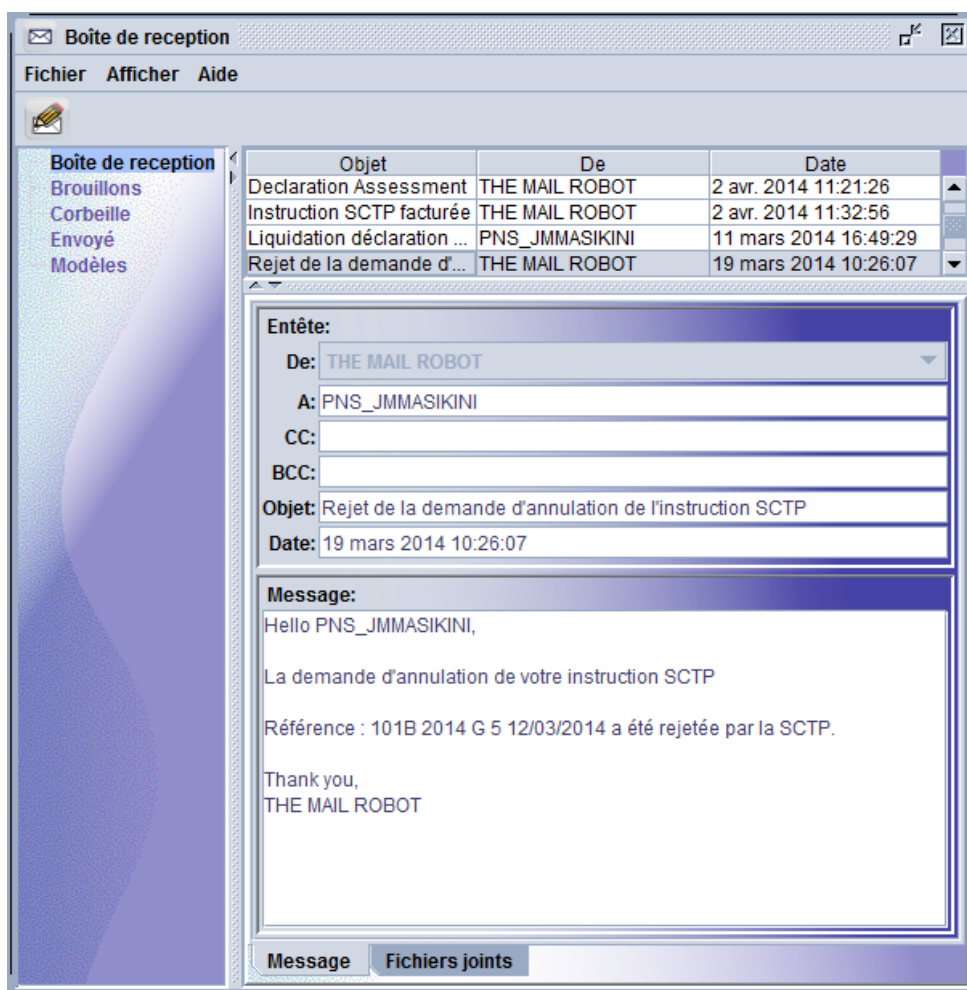 Boîte de reception
Fichier Afficher Aide
Boîte de reception
Brouillons
Corbeille
Envoyé
Modèles
Objet De Date
Declaration Assessment THE MAIL ROBOT 2 avr. 2014 11:21:26
Instruction SCTP facturée THE MAIL ROBOT 2 avr. 2014 11:32:56
Liquidation déclaration ... PNS_JMMASIKINI 11 mars 2014 16:49:29
Rejet de la demande d'... THE MAIL ROBOT 19 mars 2014 10:26:07
Entête:
De: THE MAIL ROBOT
A: PNS_JMMASIKINI
CC:
BCC:
Objet: Rejet de la demande d'annulation de l'instruction SCTP
Date: 19 mars 2014 10:26:07
Message:
Hello PNS_JMMASIKINI,
La demande d'annulation de votre instruction SCTP
Référence : 101B 2014 G 5 12/03/2014 a été rejetée par la SCTP.
Thank you,
THE MAIL ROBOT
Message Fichiers joints